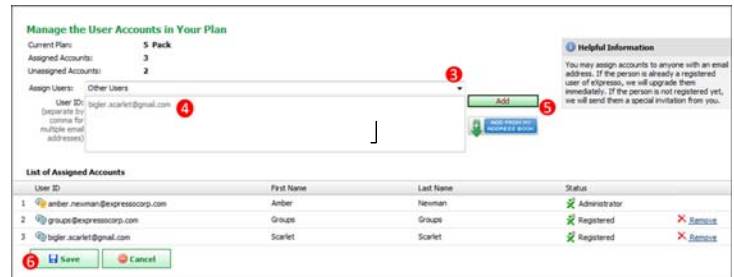 Manage the User Accounts in Your Plan
Current Plan: 5 Pack
Assigned Accounts: 3
Unassigned Accounts: 2
Helpful Information
You may assign accounts to anyone with an email
address. If the person is already a registered
user of eXpresso, we will upgrade them
immediately. If the person is not registered yet,
we will send them a special invitation from you.
3
Assign Users: Other Users
User ID: bigler.scarlet@gmail.com 4
(separate by
comma for
multiple email
addresses)
Add 5
ADD FROM MY
ADDRESS BOOK
List of Assigned Accounts
User ID First Name Last Name Status
1 amber.newman@expressocorp.com Amber Newman Administrator
2 groups@expressocorp.com Groups Groups Registered Remove
3 bigler.scarlet@gmail.com Scarlet Scarlet Registered Remove
6 Save Cancel